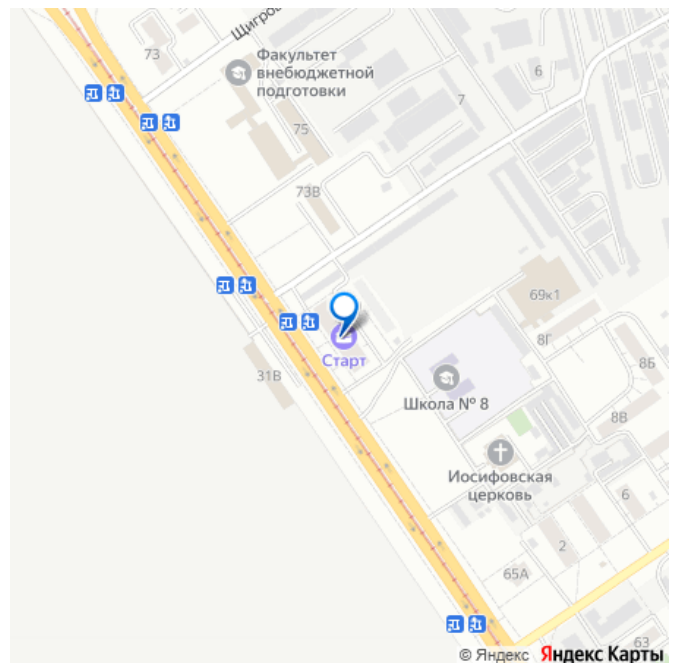 Щигров
73
Факультет
внебюджетной
подготовки
6
7
75
73В
69к1
8Г
Старт
31В
8Б
Школа № 8
8В
Иосифовская
церковь
6
2
65А
63
© Яндекс Яндекс Карты